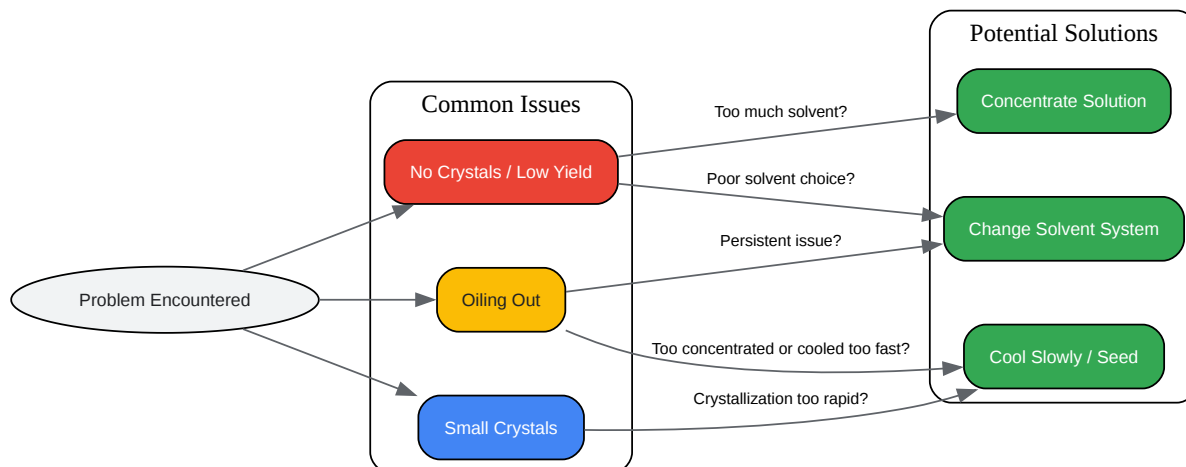 Potential Solutions
Common Issues
Concentrate Solution
Too much solvent?
No Crystals / Low Yield
Poor solvent choice?
Change Solvent System
Persistent issue?
Problem Encountered
Oiling Out
Too concentrated or cooled too fast?
Cool Slowly / Seed
Crystallization too rapid?
Small Crystals